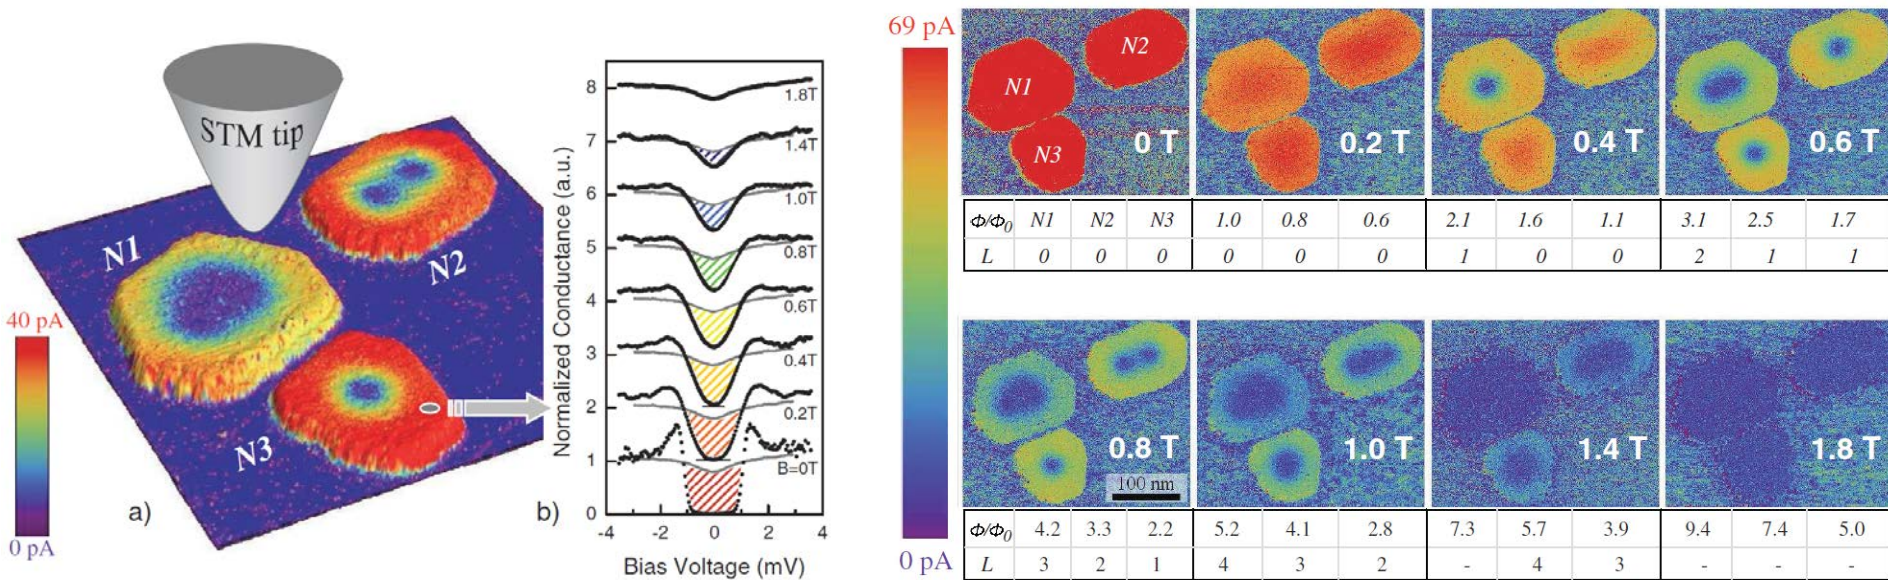 STM tip
N1
N2
N3
40 pA
0 pA
a)
b)
Normalized Conductance (a.u.)
8
7
6
5
4
3
2
1
0
1.8T
1.4T
1.0T
0.8T
0.6T
0.4T
0.2T
B=0T
-4 -2 0 2 4
Bias Voltage (mV)
69 pA
0 pA
N1
N2
N3
0 T
0.2 T
0.4 T
0.6 T
Φ/Φ0 N1 N2 N3 1.0 0.8 0.6 2.1 1.6 1.1 3.1 2.5 1.7
L 0 0 0 0 0 0 1 0 0 2 1 1
0.8 T
100 nm
1.0 T
1.4 T
1.8 T
Φ/Φ0 4.2 3.3 2.2 5.2 4.1 2.8 7.3 5.7 3.9 9.4 7.4 5.0
L 3 2 1 4 3 2 - 4 3 - - -